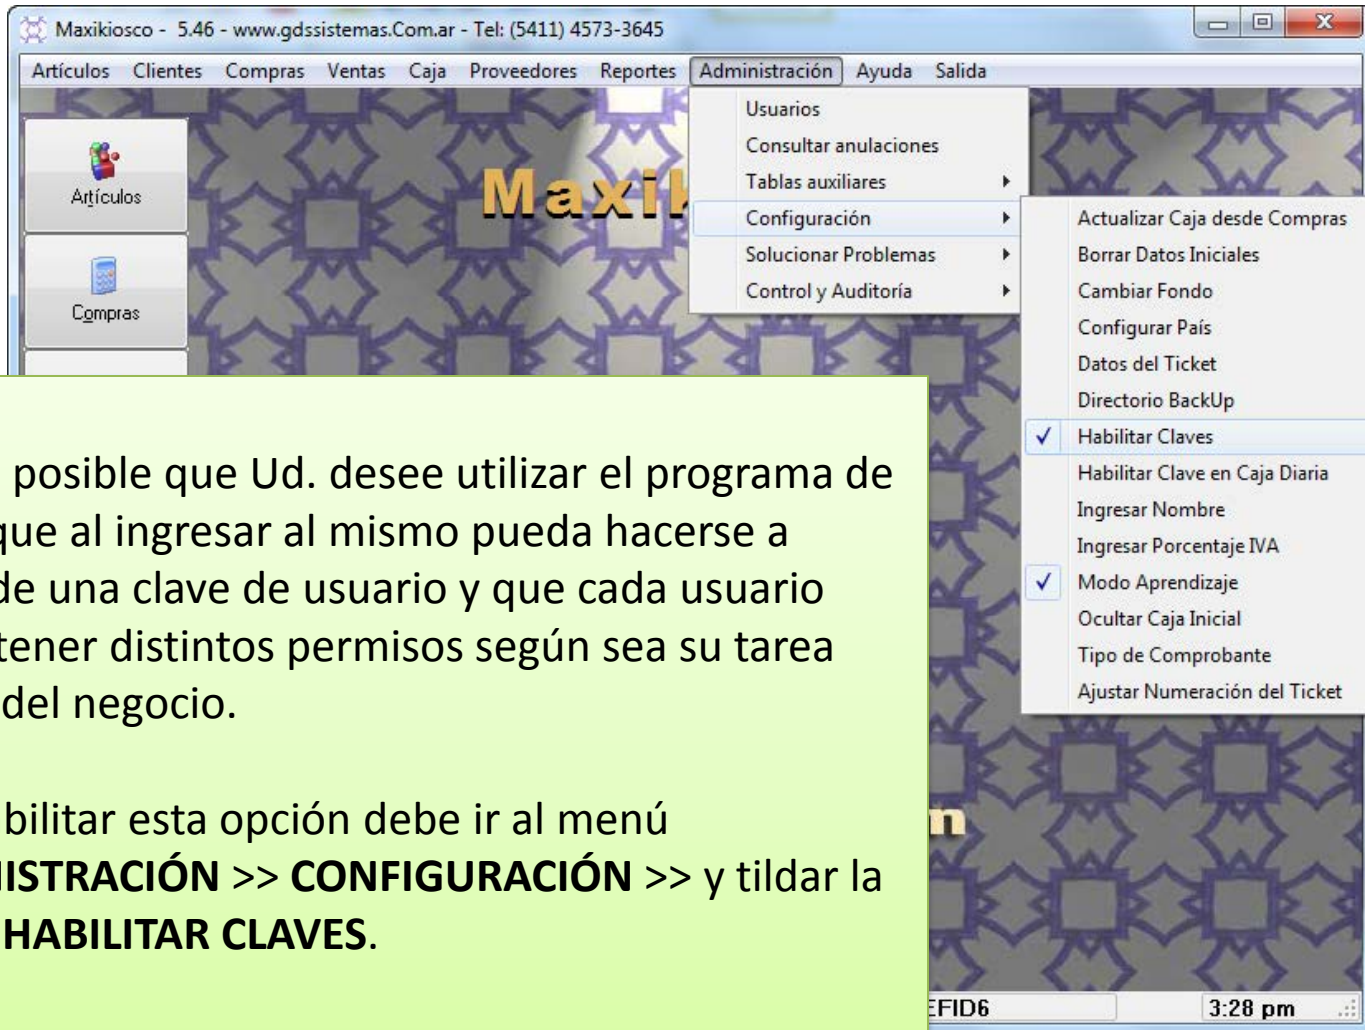 Maxikiosco - 5.46 - www.gdssistemas.Com.ar - Tel: (5411) 4573-3645
Artículos Clientes Compras Ventas Caja Proveedores Reportes Administración Ayuda Salida
Usuarios
Consultar anulaciones
Tablas auxiliares
Configuración
Solucionar Problemas
Control y Auditoría
Actualizar Caja desde Compras
Borrar Datos Iniciales
Cambiar Fondo
Configurar País
Datos del Ticket
Directorio BackUp
Habilitar Claves
Habilitar Clave en Caja Diaria
Ingresar Nombre
Ingresar Porcentaje IVA
Modo Aprendizaje
Ocultar Caja Inicial
Tipo de Comprobante
Ajustar Numeración del Ticket
Artículos
Compras
Maxik
posible que Ud. desee utilizar el programa de
que al ingresar al mismo pueda hacerse a
de una clave de usuario y que cada usuario
tener distintos permisos según sea su tarea
del negocio.
bilitar esta opción debe ir al menú
NISTRACIÓN >> CONFIGURACIÓN >> y tildar la
HABILITAR CLAVES.
m
EFID6
3:28 pm